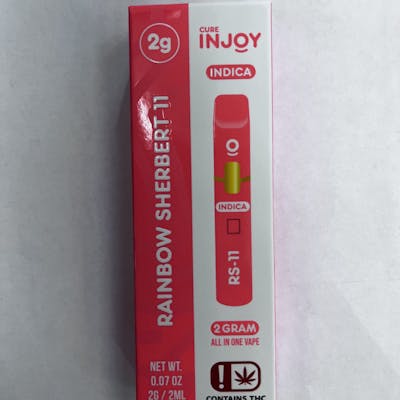 2g
RAINBOW SHERBERT 11
NET WT.
0.07 OZ
2G / 2ML
CURE
INJOY
INDICA
INDICA
RS-11
2 GRAM
ALL IN ONE VAPE
CONTAINS THC